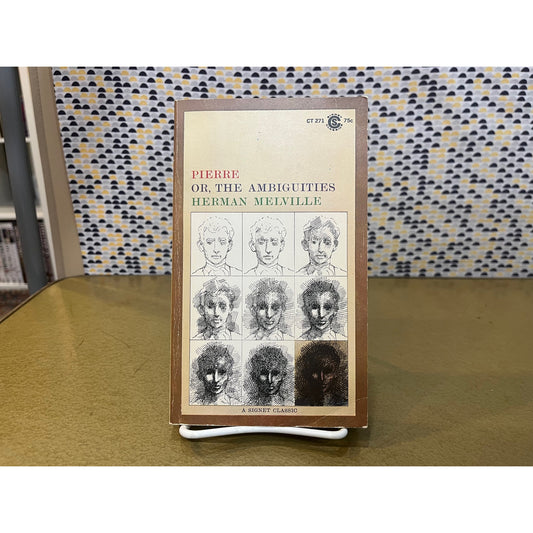 CT 271 75c
PIERRE
OR, THE AMBIGUITIES
HERMAN MELVILLE
A SIGNET CLASSIC